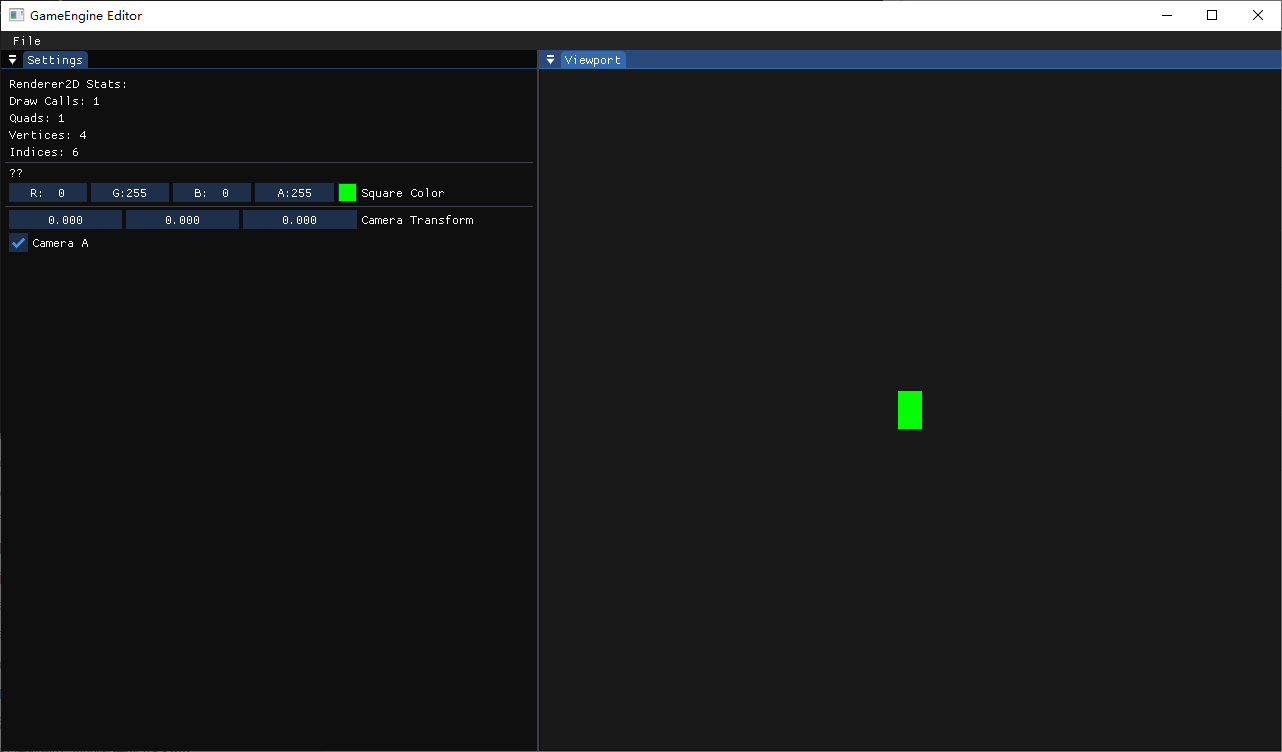 GameEngine Editor
File
Settings
Renderer2D Stats:
Draw Calls: 1
Quads: 1
Vertices: 4
Indices: 6
??
R: 0 G:255 B: 0 A:255 Square Color
0.000 0.000 0.000 Camera Transform
Camera A
Viewport